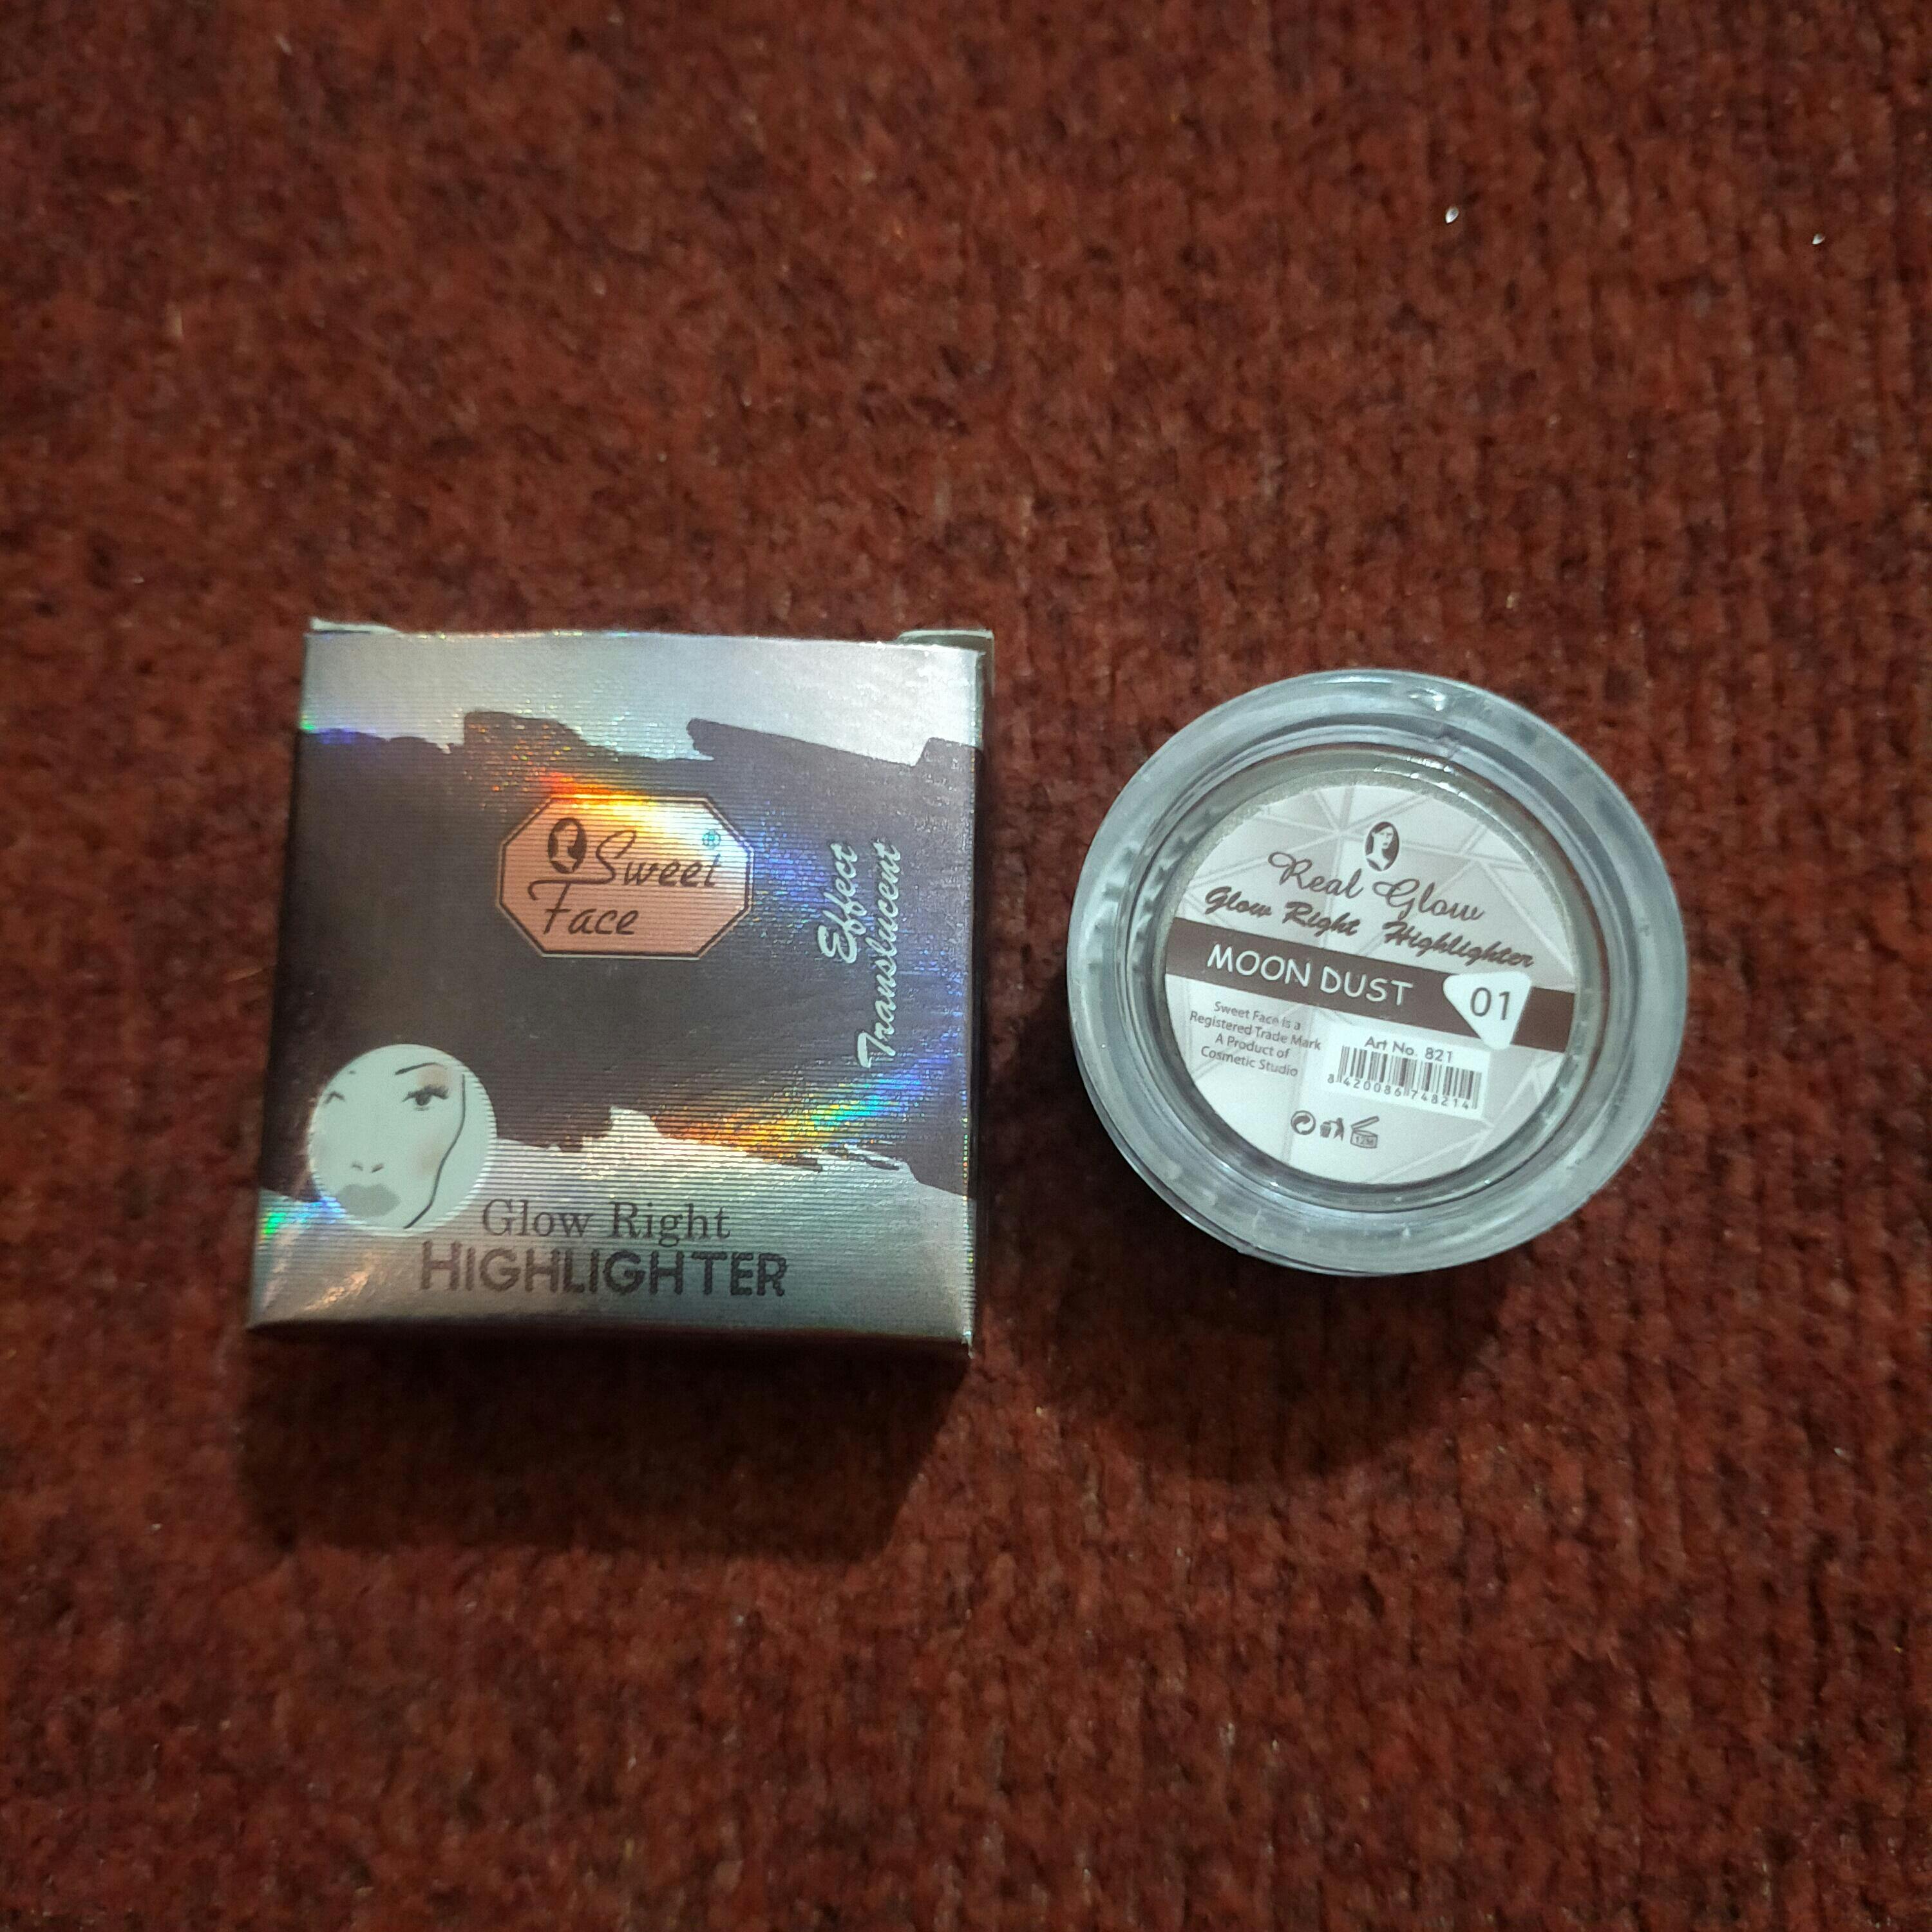 Sweet
Face
®
Effect
Translucent
Glow Right
HIGHLIGHTER
Real Glow
Glow Right Highlighter
MOON DUST
01
Sweet Face is a
Registered Trade Mark
A Product of
Cosmetic Studio
Art No. 821
8 420086 748214
12M